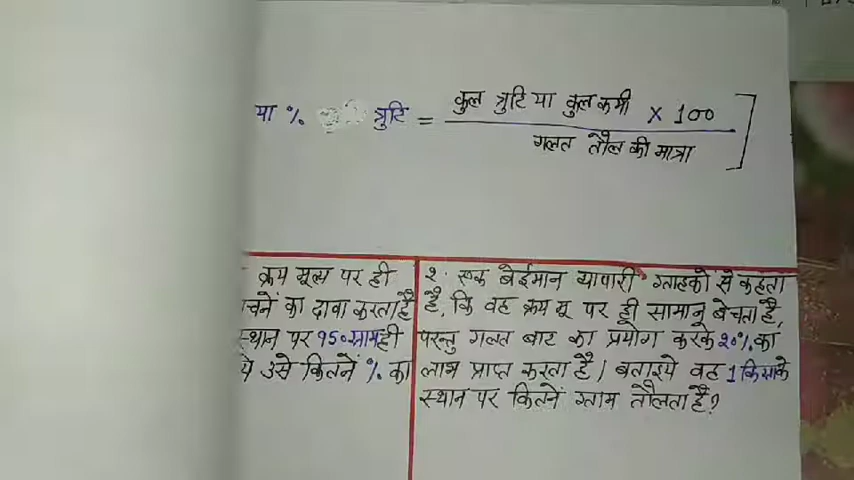 या % त्रुटि = कुल त्रुटि या कुल कमी × 100
गलत तौल की मात्रा
क्रय मूल्य पर ही
चनें का दावा करता है
स्थान पर 950 ग्राम ही
ये उसे कितनें % का
२. एक बेईमान व्यापारी ग्राहकों से कहता
है, कि वह क्रय मू पर ही सामान बेचता है,
परन्तु गलत बाट का प्रयोग करके 20% का
लाभ प्राप्त करता है। बताइये वह 1 किग्रा के
स्थान पर कितनें ग्राम तौलता है?